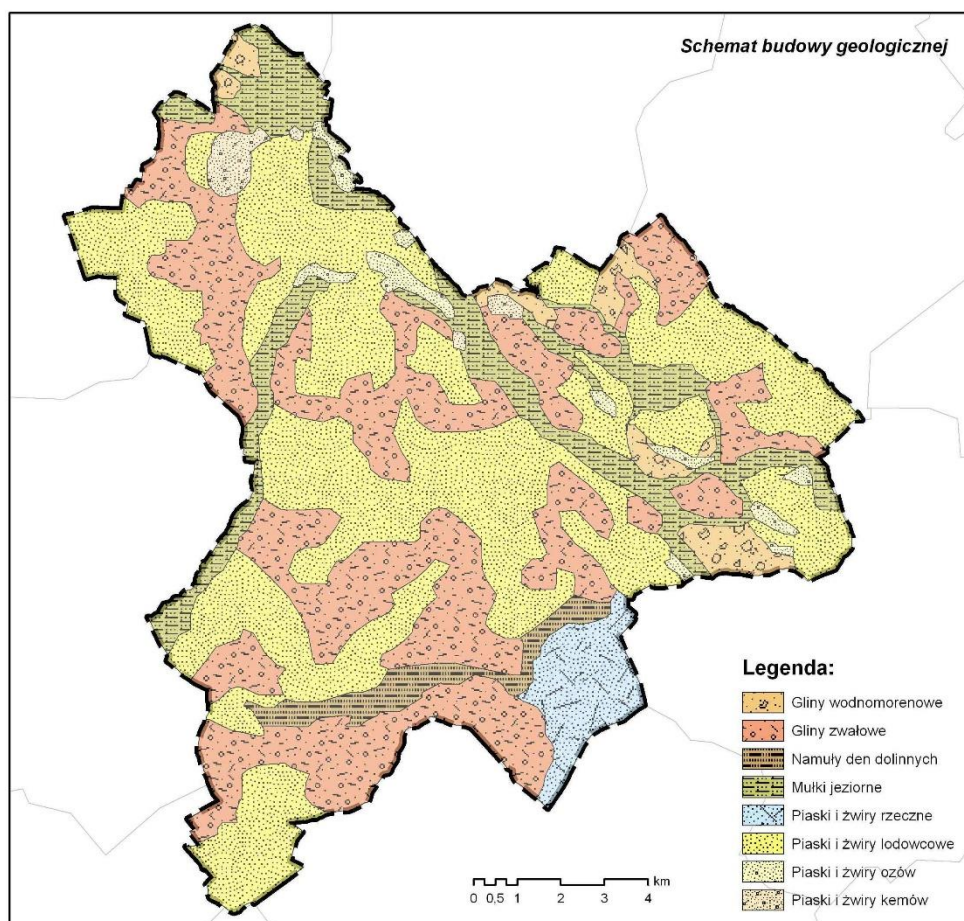 Schemat budowy geologicznej
Legenda:
Gliny wodnomorenowe
Gliny zwałowe
Namuły den dolinnych
Mułki jeziorne
Piaski i żwiry rzeczne
Piaski i żwiry lodowcowe
Piaski i żwiry ozów
Piaski i żwiry kemów
km
0 0,5 1 2 3 4